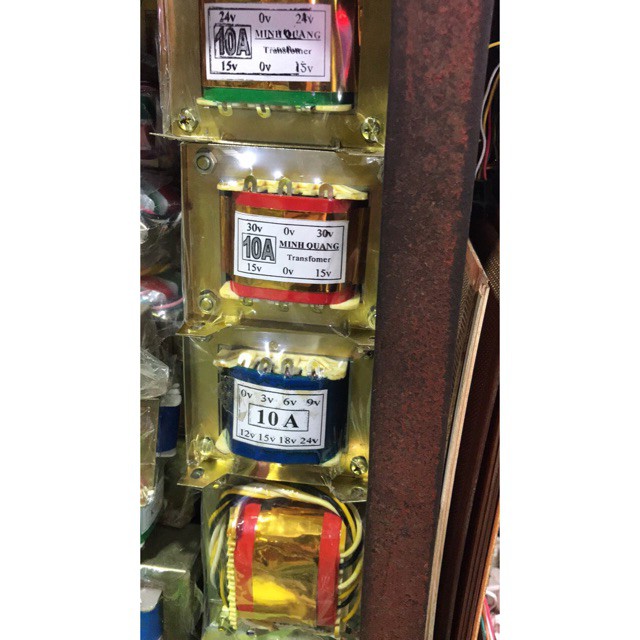 24v 0v 24v
10A MINH QUANG
Transfomer
15v 0v 15v
30v 0v 30v
10A MINH QUANG
Transfomer
15v 0v 15v
0v 3v 6v 9v
10 A
12v 15v 18v 24v